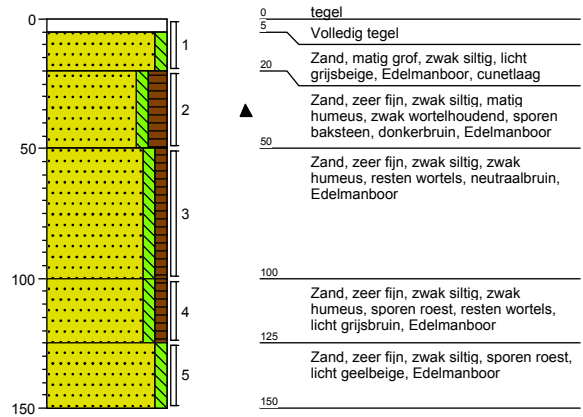 0
50
100
150
1
2
3
4
5
0 tegel
5 Volledig tegel
Zand, matig grof, zwak siltig, licht
20 grijsbeige, Edelmanboor, cunetlaag
Zand, zeer fijn, zwak siltig, matig
humeus, zwak wortelhoudend, sporen
baksteen, donkerbruin, Edelmanboor
50
Zand, zeer fijn, zwak siltig, zwak
humeus, resten wortels, neutraalbruin,
Edelmanboor
100
Zand, zeer fijn, zwak siltig, zwak
humeus, sporen roest, resten wortels,
licht grijsbruin, Edelmanboor
125
Zand, zeer fijn, zwak siltig, sporen roest,
licht geelbeige, Edelmanboor
150